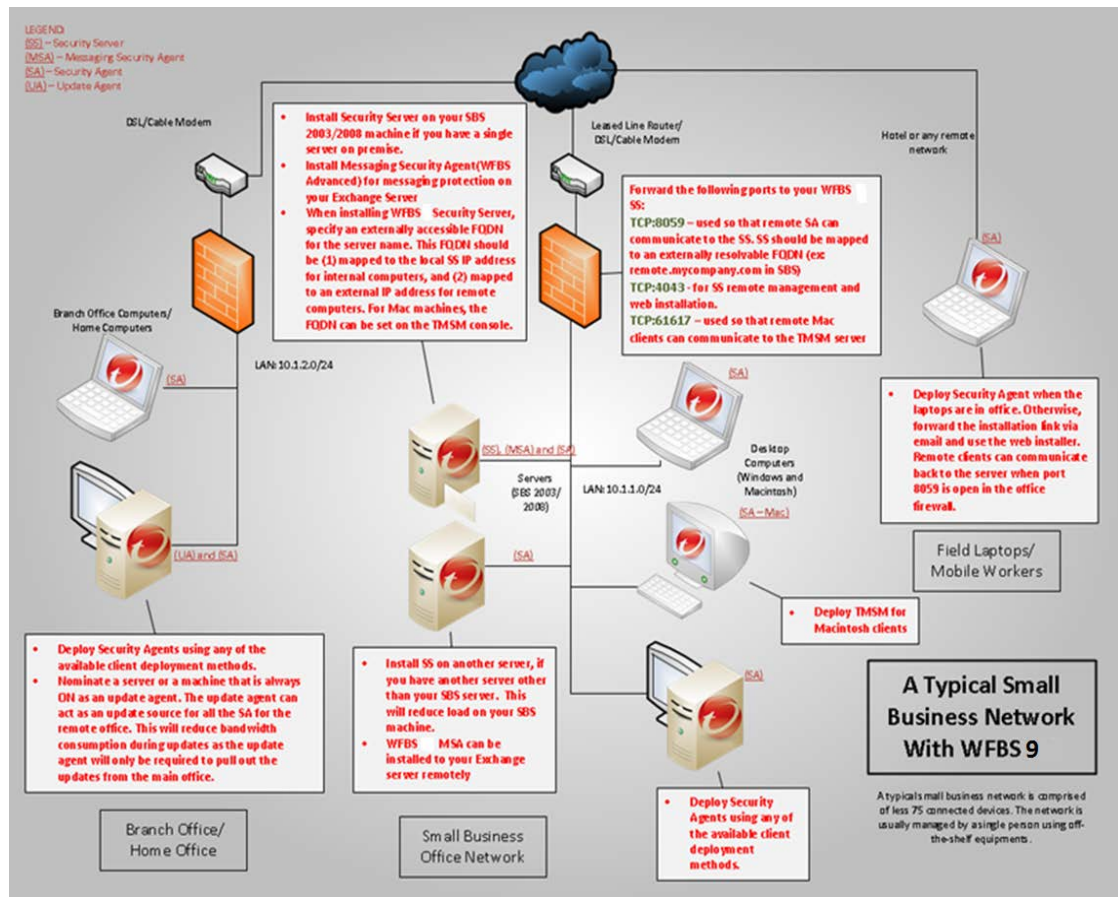 LEGEND:
(SS) – Security Server
(MSA) – Messaging Security Agent
(SA) – Security Agent
(UA) – Update Agent
DSL/Cable Modem
• Install Security Server on your SBS
2003/2008 machine if you have a single
server on premise.
• Install Messaging Security Agent(WFBS
Advanced) for messaging protection on
your Exchange Server
• When installing WFBS Security Server,
specify an externally accessible FQDN
for the server name. This FQDN should
be (1) mapped to the local SS IP address
for internal computers, and (2) mapped
to an external IP address for remote
computers. For Mac machines, the
FQDN can be set on the TMSM console.
Leased Line Router/
DSL/Cable Modem
Hotel or any remote
network
Forward the following ports to your WFBS
SS:
TCP:8059 – used so that remote SA can
communicate to the SS. SS should be mapped
to an externally resolvable FQDN (ex:
remote.mycompany.com in SBS)
TCP:4043 - for SS remote management and
web installation.
TCP:61617 – used so that remote Mac
clients can communicate to the TMSM server
(SA)
Branch Office Computers/
Home Computers
(SA)
LAN: 10.1.2.0/24
(UA) and (SA)
(SS), (MSA) and (SA)
Servers
(SBS 2003/
2008)
(SA)
(SA)
Desktop
Computers
(Windows and
Macintosh)
LAN: 10.1.1.0/24
(SA – Mac)
• Deploy Security Agent when the
laptops are in office. Otherwise,
forward the installation link via
email and use the web installer.
Remote clients can communicate
back to the server when port
8059 is open in the office
firewall.
Field Laptops/
Mobile Workers
• Deploy TMSM for
Macintosh clients
(SA)
• Deploy Security Agents using any of the
available client deployment methods.
• Nominate a server or a machine that is always
ON as an update agent. The update agent can
act as an update source for all the SA for the
remote office. This will reduce bandwidth
consumption during updates as the update
agent will only be required to pull out the
updates from the main office.
Branch Office/
Home Office
• Install SS on another server, if
you have another server other
than your SBS server. This
will reduce load on your SBS
machine.
• WFBS MSA can be
installed to your Exchange
server remotely
Small Business
Office Network
• Deploy Security
Agents using any of
the available client
deployment
methods.
A Typical Small
Business Network
With WFBS 9
A typical small business network is comprised
of less 75 connected devices. The network is
usually managed by a single person using off-
the-shelf equipments.